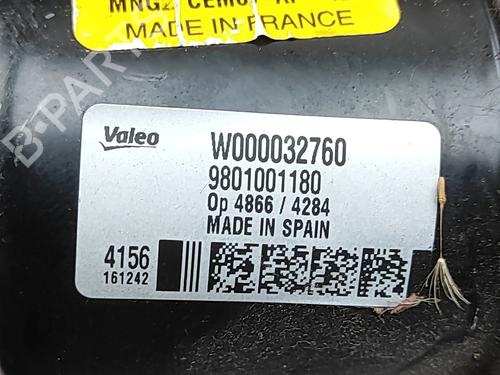 MADE IN FRANCE
Valeo
W000032760
9801001180
Op 4866 / 4284
MADE IN SPAIN
4156
161242